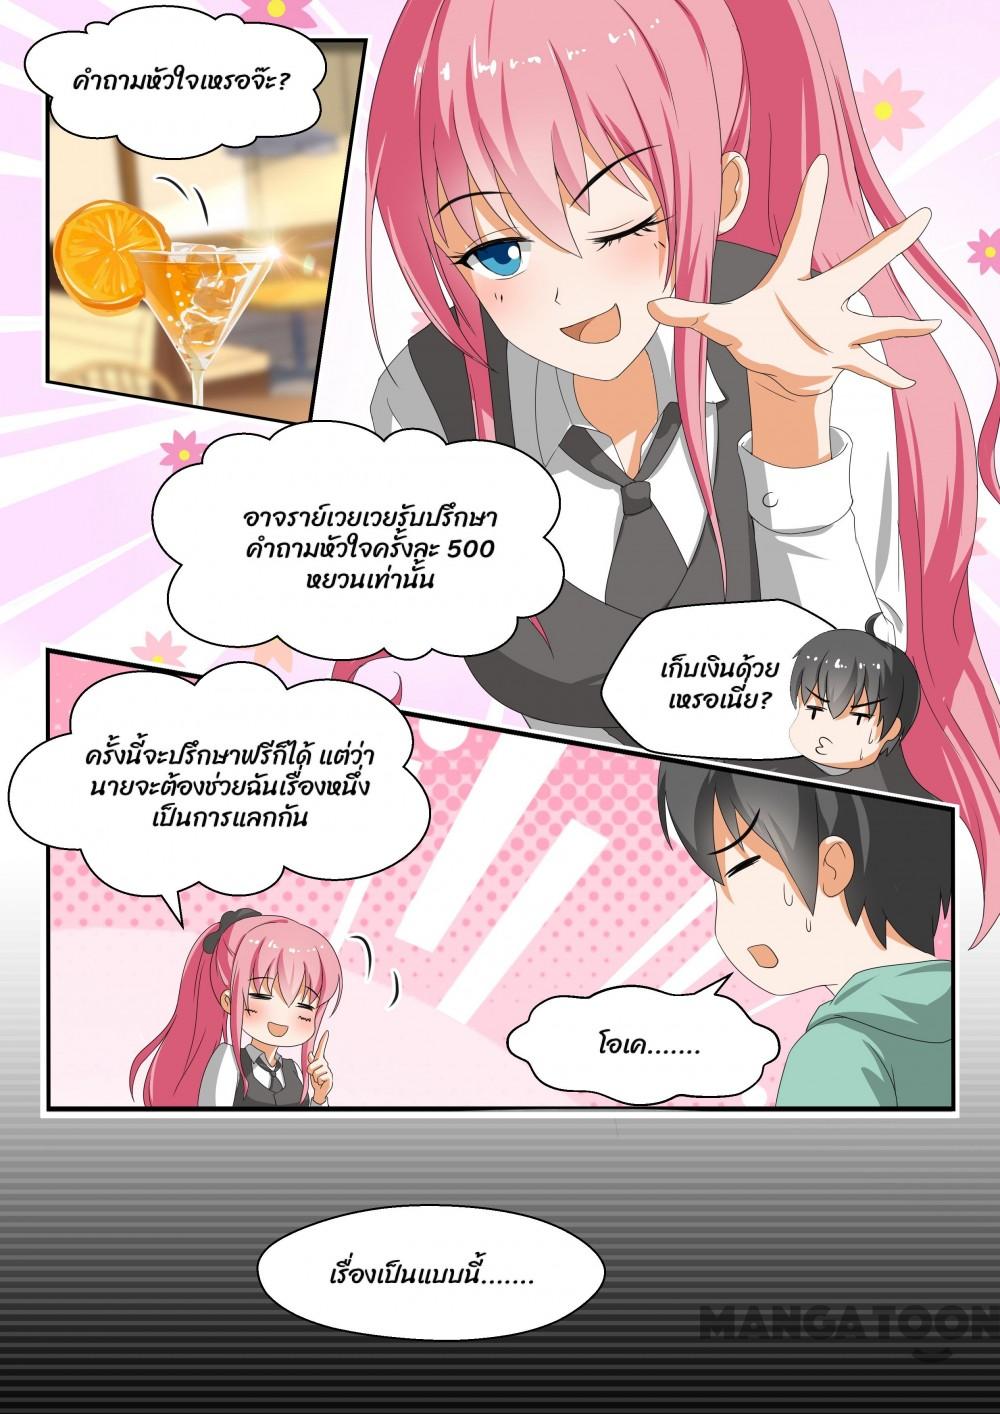 คำถามหัวใจเหรอจ๊ะ?
อาจารย์เวยเวยรับปรึกษา
คำถามหัวใจครั้งละ 500
หยวนเท่านั้น
เก็บเงินด้วย
เหรอเนี่ย?
ครั้งนี้จะปรึกษาฟรีก็ได้ แต่ว่า
นายจะต้องช่วยฉันเรื่องหนึ่ง
เป็นการแลกกัน
โอเค.......
เรื่องเป็นแบบนี้.......
MANGATOON